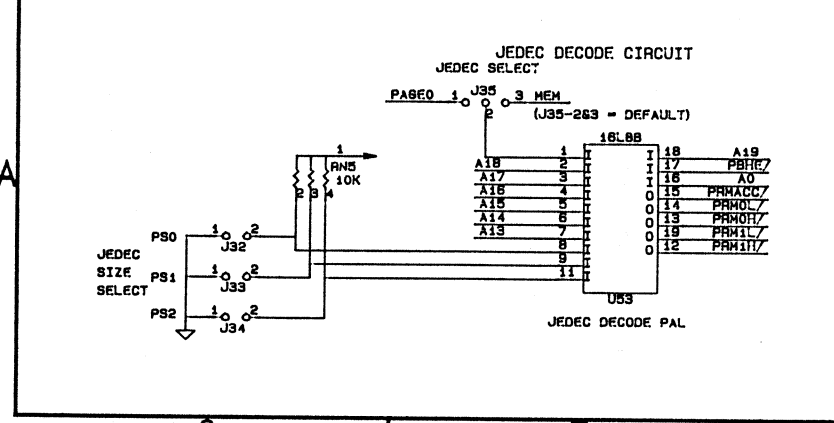 JEDEC DECODE CIRCUIT
JEDEC SELECT
PAGE0 1 J35 3 MEM
2 (J35-2&3 = DEFAULT)
16L8B
1 I I 18 A19
A18 2 I I 17 PBHE/
A17 3 I I 16 A0
A16 4 I O 15 PRMACC/
A15 5 I O 14 PRM0L/
A14 6 I O 13 PRM0H/
A13 7 I O 19 PRM1L/
8 I O 12 PRM1H/
9 I
11 I
U53
JEDEC DECODE PAL
1
RN5
10K
2 3 4
PS0 1 2
J32
JEDEC
SIZE
SELECT
PS1 1 2
J33
PS2 1 2
J34
A